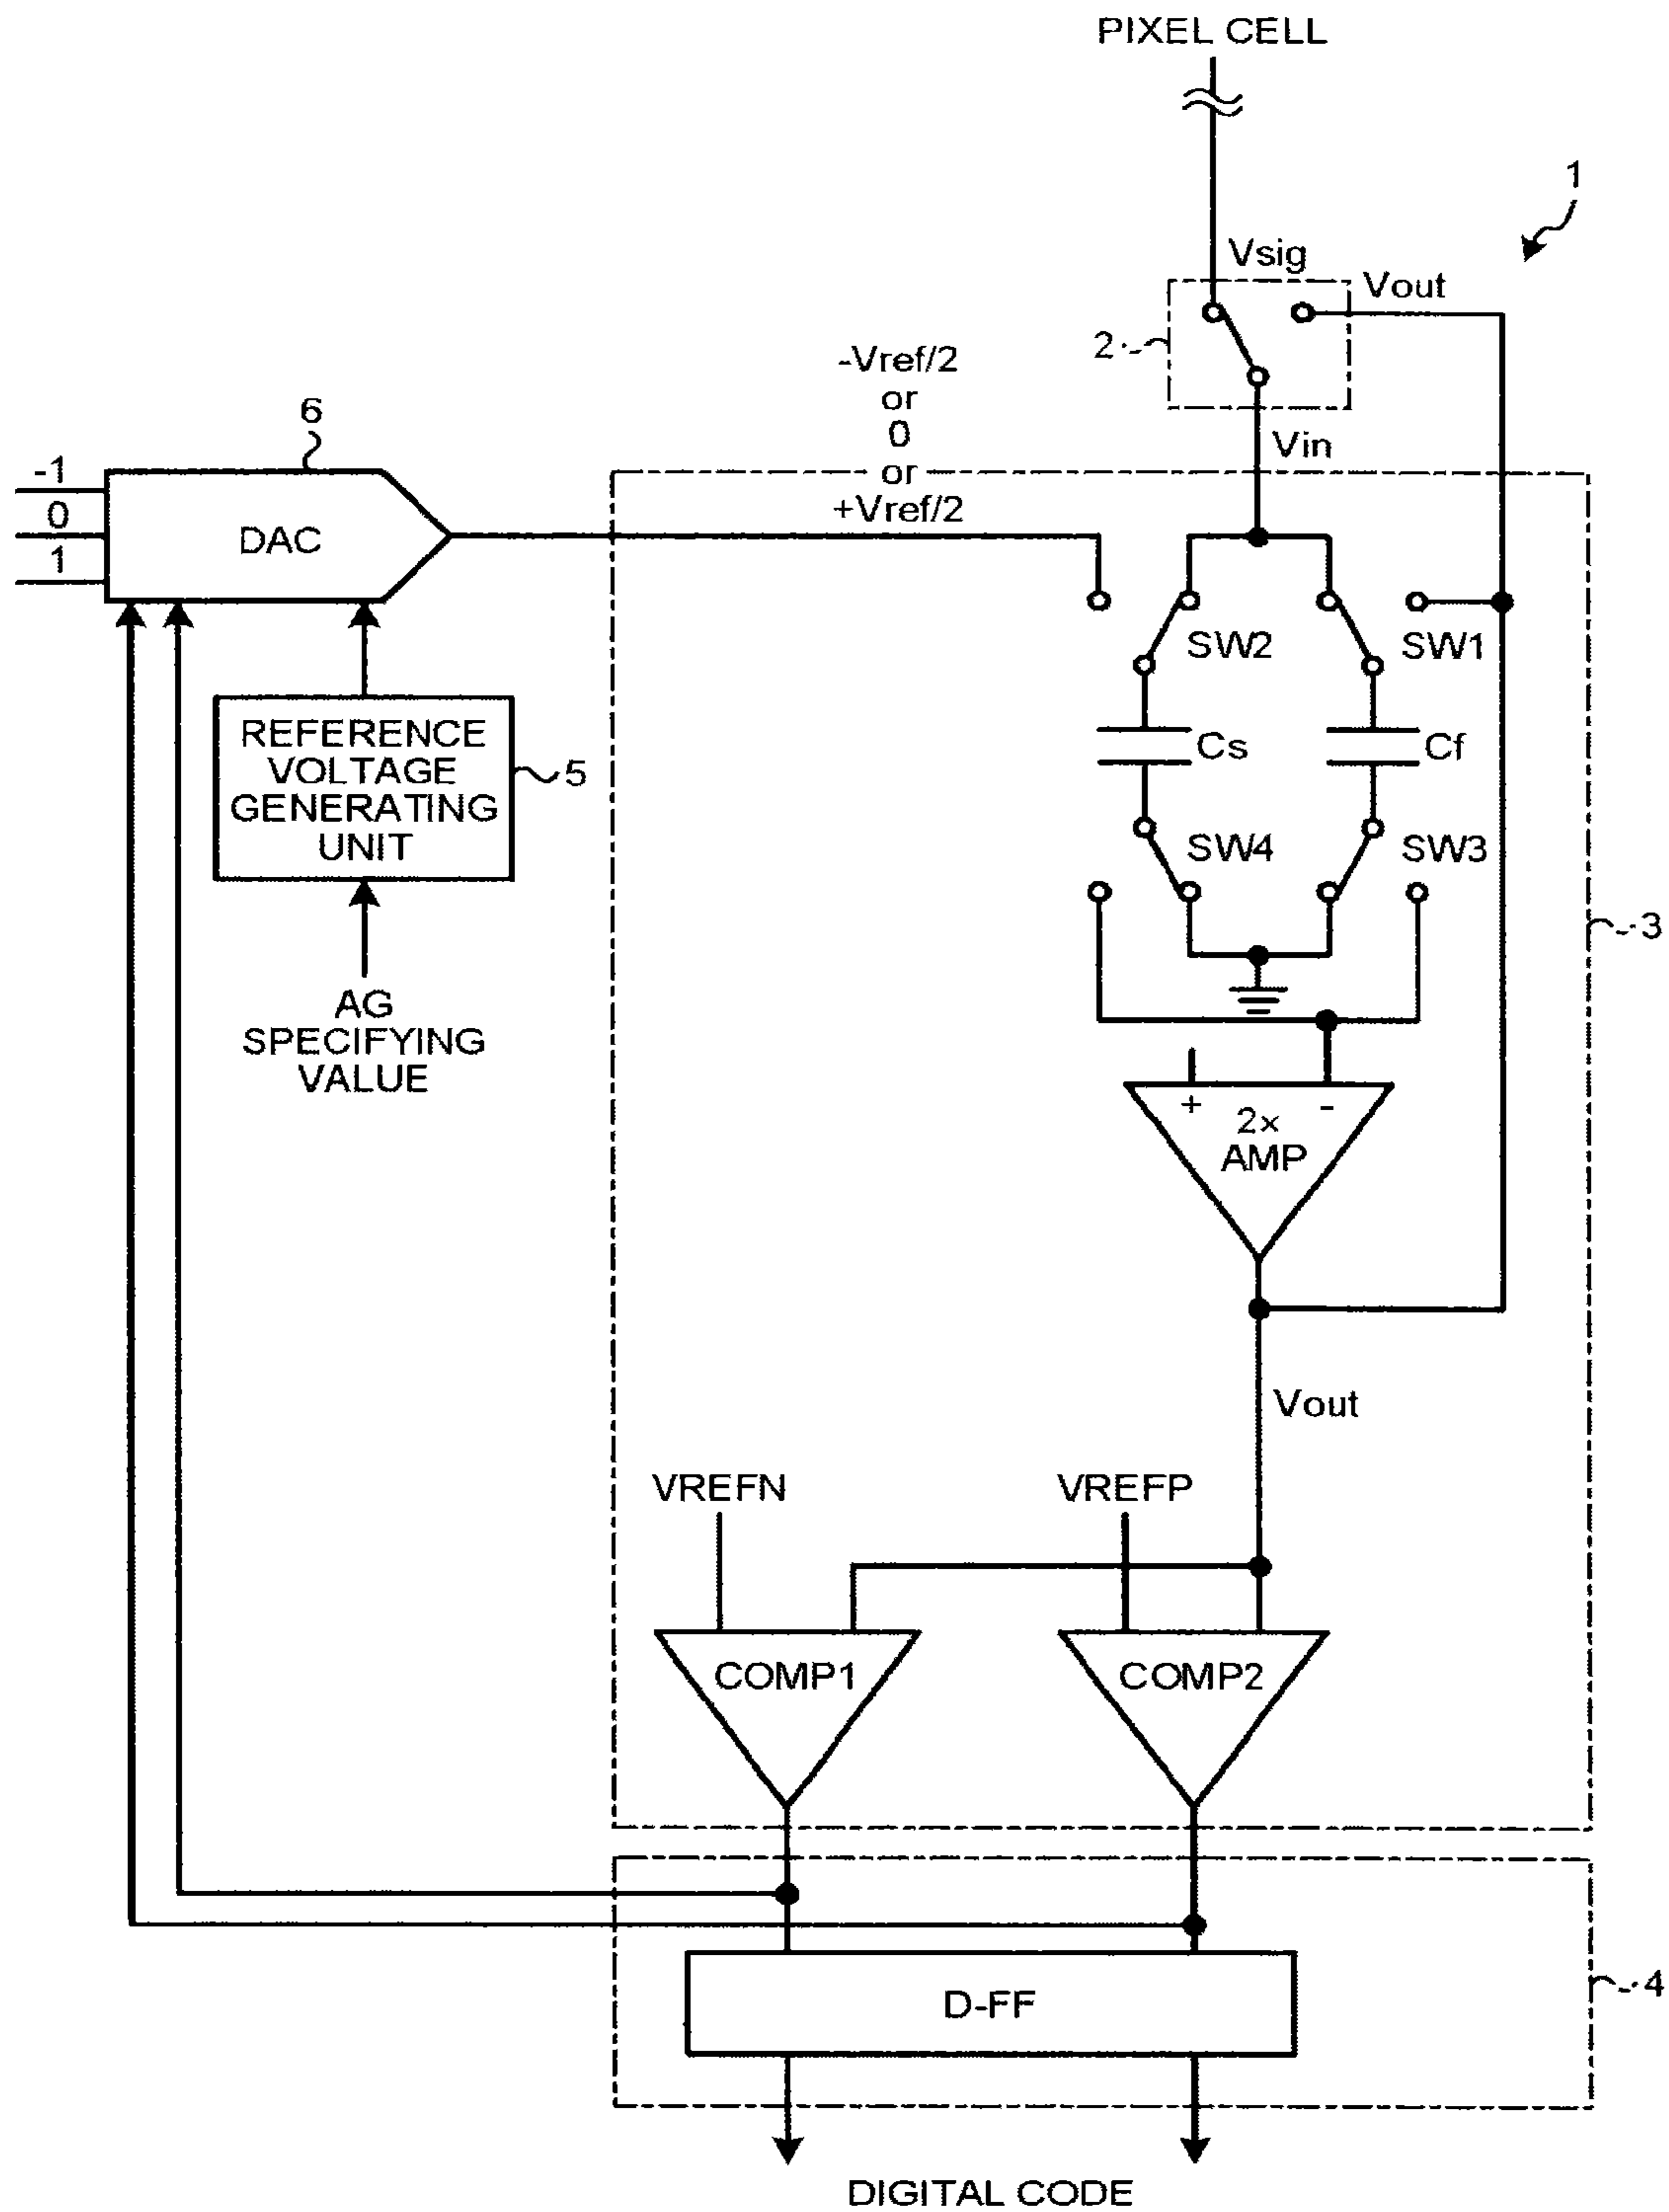 PIXEL CELL
1
Vsig
Vout
2
-Vref/2
or
0
or
+Vref/2
Vin
6
-1
0
1
DAC
SW2
SW1
REFERENCE
VOLTAGE
GENERATING
UNIT
5
Cs
Cf
SW4
SW3
3
AG
SPECIFYING
VALUE
+
-
2×
AMP
Vout
VREFN
VREFP
COMP1
COMP2
D-FF
4
DIGITAL CODE